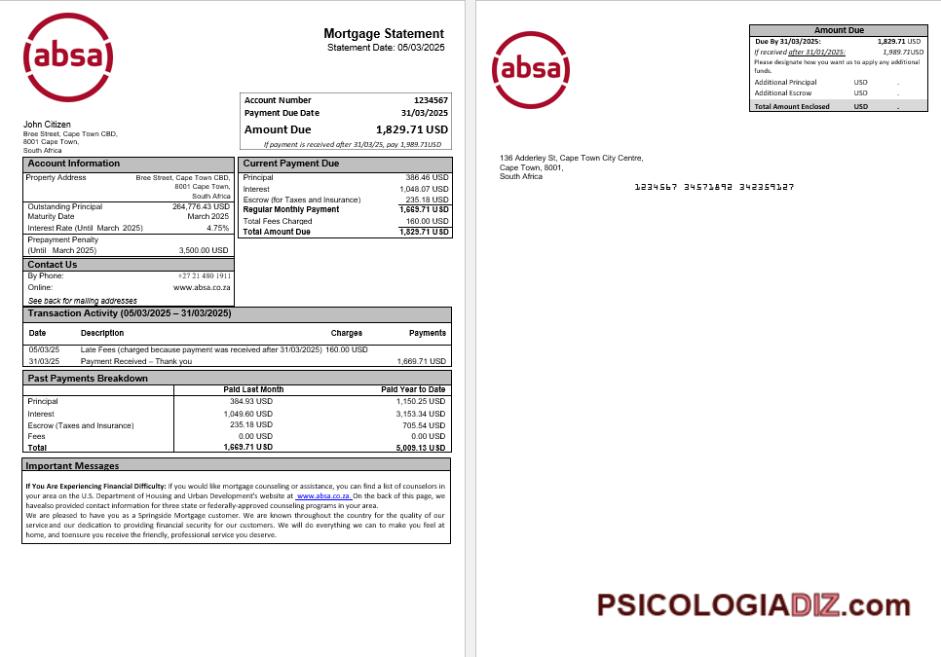 absa
Mortgage Statement
Statement Date: 05/03/2025
Account Number 1234567
Payment Due Date 31/03/2025
Amount Due 1,829.71 USD
If payment is received after 31/03/25, pay 1,989.71USD
John Citizen
Bree Street, Cape Town CBD,
8001 Cape Town,
South Africa
Account Information
Property Address Bree Street, Cape Town CBD,
8001 Cape Town,
South Africa
Outstanding Principal 264,776.43 USD
Maturity Date March 2025
Interest Rate (Until March 2025) 4.75%
Prepayment Penalty
(Until March 2025) 3,500.00 USD
Contact Us
By Phone: +27 21 480 1911
Online: www.absa.co.za
See back for mailing addresses
Current Payment Due
Principal 386.46 USD
Interest 1,048.07 USD
Escrow (for Taxes and Insurance) 235.18 USD
Regular Monthly Payment 1,669.71 USD
Total Fees Charged 160.00 USD
Total Amount Due 1,829.71 USD
Transaction Activity (05/03/2025 – 31/03/2025)
Date Description Charges Payments
05/03/25 Late Fees (charged because payment was received after 31/03/2025) 160.00 USD
31/03/25 Payment Received – Thank you 1,669.71 USD
Past Payments Breakdown
Paid Last Month Paid Year to Date
Principal 384.93 USD 1,150.25 USD
Interest 1,049.60 USD 3,153.34 USD
Escrow (Taxes and Insurance) 235.18 USD 705.54 USD
Fees 0.00 USD 0.00 USD
Total 1,669.71 USD 5,009.13 USD
Important Messages
If You Are Experiencing Financial Difficulty: If you would like mortgage counseling or assistance, you can find a list of counselors in
your area on the U.S. Department of Housing and Urban Development's website at www.absa.co.za On the back of this page, we
havealso provided contact information for three state or federally-approved counseling programs in your area.
We are pleased to have you as a Springside Mortgage customer. We are known throughout the country for the quality of our
service and our dedication to providing financial security for our customers. We will do everything we can to make you feel at
home, and toensure you receive the friendly, professional service you deserve.
absa
Amount Due
Due By 31/03/2025: 1,829.71 USD
If received after 31/01/2025: 1,989.71USD
Please designate how you want us to apply any additional
funds.
Additional Principal USD .
Additional Escrow USD .
Total Amount Enclosed USD .
136 Adderley St, Cape Town City Centre,
Cape Town, 8001,
South Africa
1234567 34571892 342359127
PSICOLOGIADIZ.com